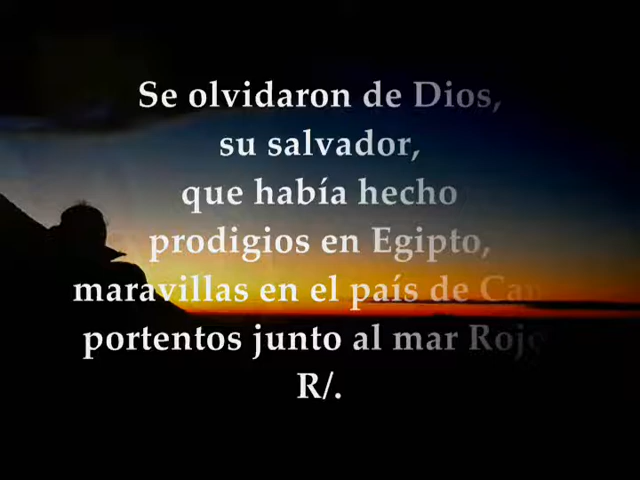 Se olvidaron de Dios,
su salvador,
que había hecho
prodigios en Egipto,
maravillas en el país de
portentos junto al mar Rojo
R/.